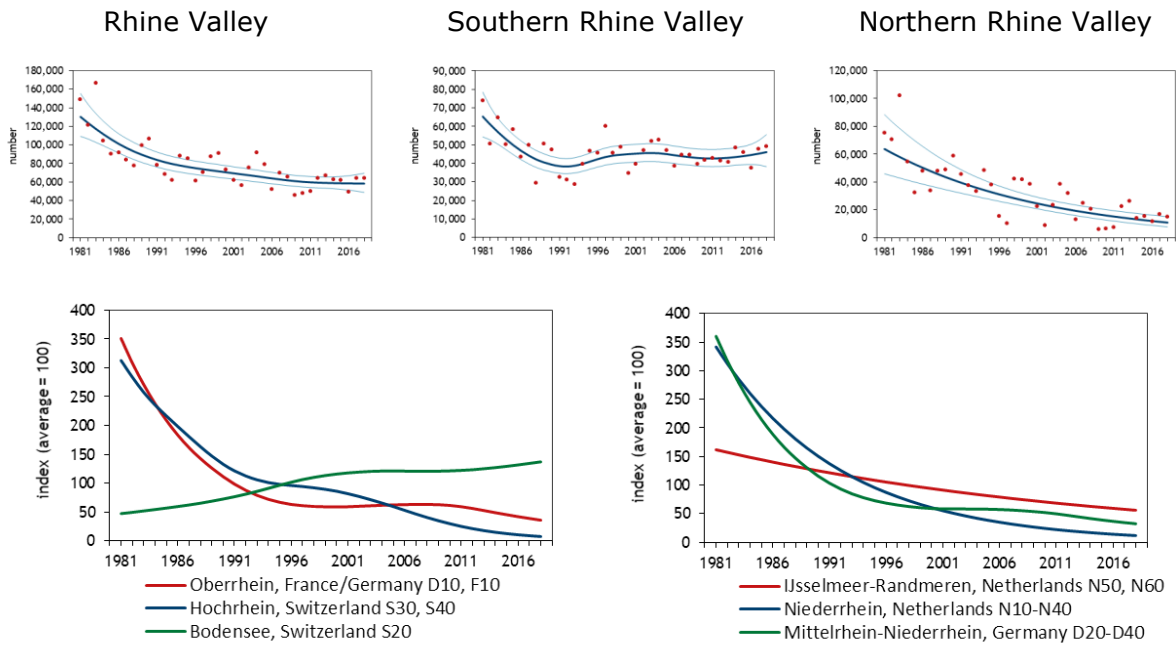 Rhine Valley
Southern Rhine Valley
Northern Rhine Valley
number
180,000
160,000
140,000
120,000
100,000
80,000
60,000
40,000
20,000
0
1981 1986 1991 1996 2001 2006 2011 2016
number
90,000
80,000
70,000
60,000
50,000
40,000
30,000
20,000
10,000
0
1981 1986 1991 1996 2001 2006 2011 2016
number
120,000
100,000
80,000
60,000
40,000
20,000
0
1981 1986 1991 1996 2001 2006 2011 2016
index (average = 100)
400
350
300
250
200
150
100
50
0
1981 1986 1991 1996 2001 2006 2011 2016
Oberrhein, France/Germany D10, F10
Hochrhein, Switzerland S30, S40
Bodensee, Switzerland S20
index (average = 100)
400
350
300
250
200
150
100
50
0
1981 1986 1991 1996 2001 2006 2011 2016
IJsselmeer-Randmeren, Netherlands N50, N60
Niederrhein, Netherlands N10-N40
Mittelrhein-Niederrhein, Germany D20-D40